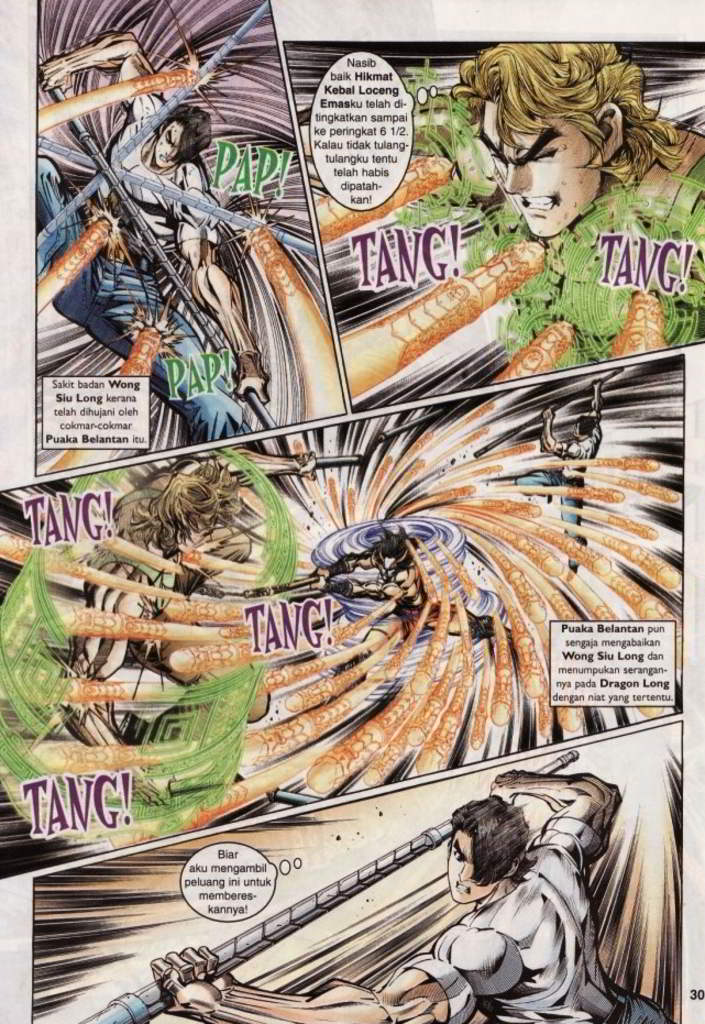 PAP!
PAP!
Sakit badan Wong
Siu Long kerana
telah dihujani oleh
cokmar-cokmar
Puaka Belantan itu.
Nasib
baik Hikmat
Kebal Loceng
Emasku telah di-
tingkatkan sampai
ke peringkat 6 1/2.
Kalau tidak tulang-
tulangku tentu
telah habis
dipatah-
kan!
TANG!
TANG!
TANG!
TANG!
TANG!
Puaka Belantan pun
sengaja mengabaikan
Wong Siu Long dan
menumpukan serangan-
nya pada Dragon Long
dengan niat yang tertentu.
Biar
aku mengambil
peluang ini untuk
memberes-
kannya!
30